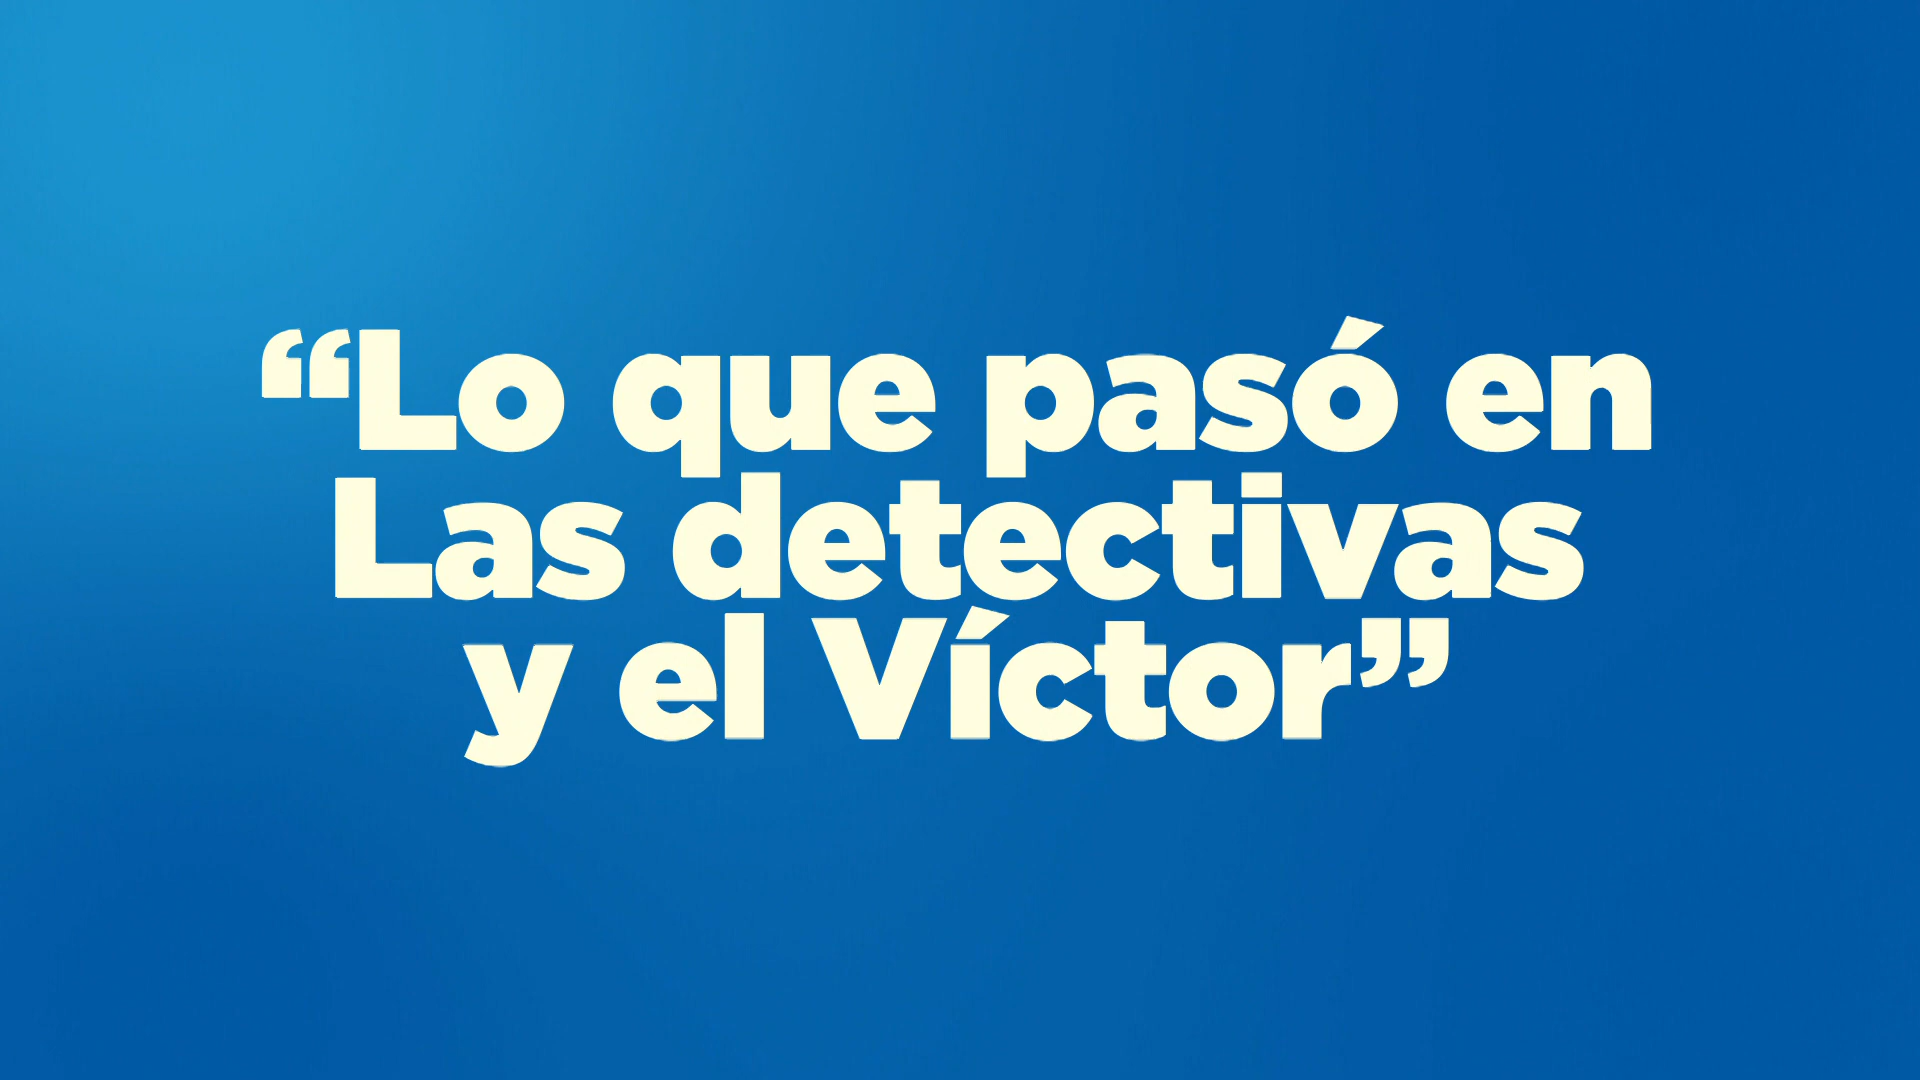 “Lo que pasó en
Las detectivas
y el Víctor”